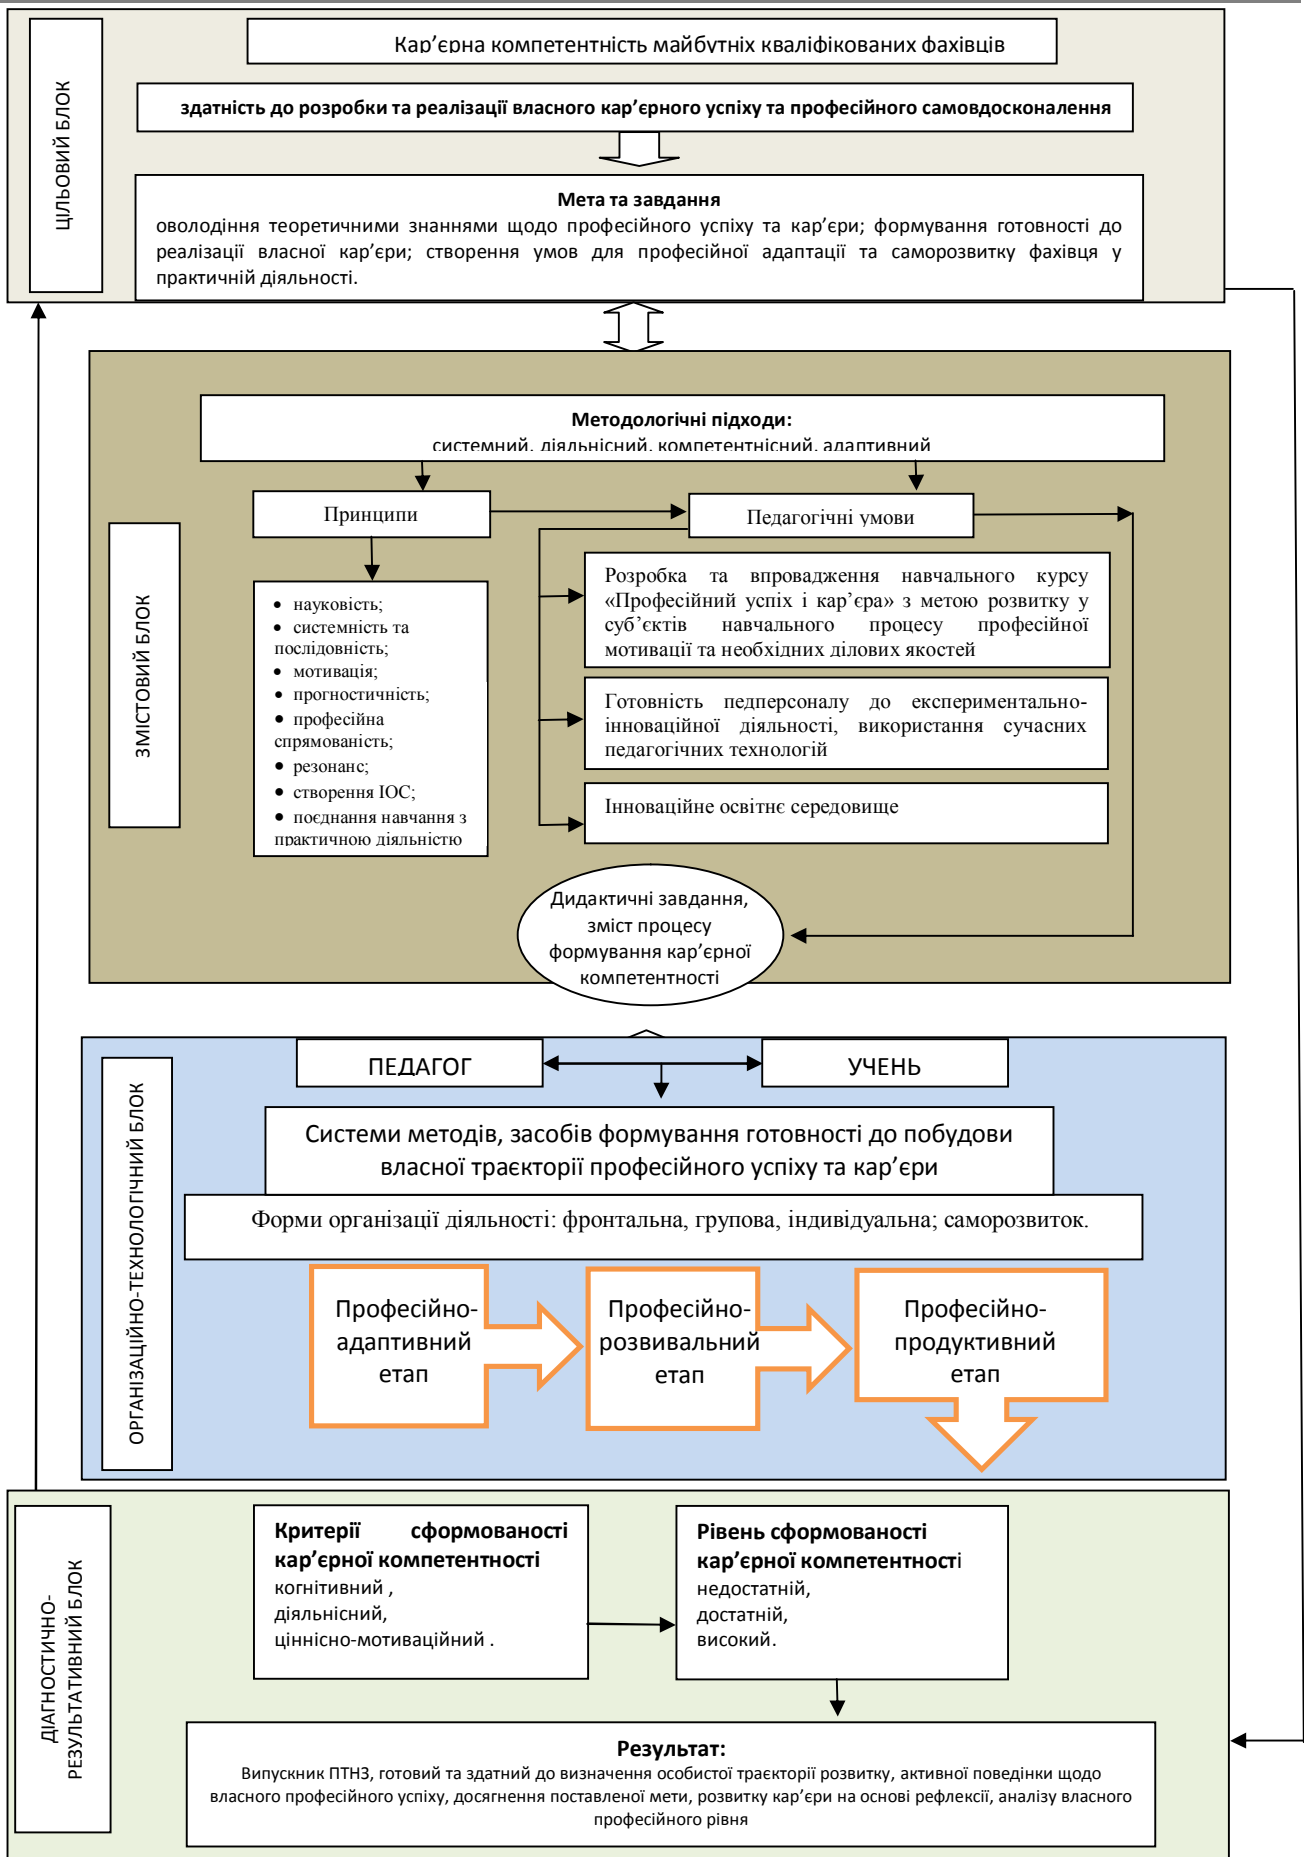 ЦІЛЬОВИЙ БЛОК
Кар’єрна компетентність майбутніх кваліфікованих фахівців
здатність до розробки та реалізації власного кар’єрного успіху та професійного самовдосконалення
Мета та завдання
оволодіння теоретичними знаннями щодо професійного успіху та кар’єри; формування готовності до
реалізації власної кар’єри; створення умов для професійної адаптації та саморозвитку фахівця у
практичній діяльності.
ЗМІСТОВИЙ БЛОК
Методологічні підходи:
системний, діяльнісний, компетентнісний, адаптивний
Принципи
Педагогічні умови
• науковість;
• системність та
послідовність;
• мотивація;
• прогностичність;
• професійна
спрямованість;
• резонанс;
• створення ІОС;
• поєднання навчання з
практичною діяльністю
Розробка та впровадження навчального курсу
«Професійний успіх і кар’єра» з метою розвитку у
суб’єктів навчального процесу професійної
мотивації та необхідних ділових якостей
Готовність педперсоналу до експериментально-
інноваційної діяльності, використання сучасних
педагогічних технологій
Інноваційне освітнє середовище
Дидактичні завдання,
зміст процесу
формування кар’єрної
компетентності
ОРГАНІЗАЦІЙНО-ТЕХНОЛОГІЧНИЙ БЛОК
ПЕДАГОГ
УЧЕНЬ
Системи методів, засобів формування готовності до побудови
власної траєкторії професійного успіху та кар’єри
Форми організації діяльності: фронтальна, групова, індивідуальна; саморозвиток.
Професійно-
адаптивний
етап
Професійно-
розвивальний
етап
Професійно-
продуктивний
етап
ДІАГНОСТИЧНО-
РЕЗУЛЬТАТИВНИЙ БЛОК
Критерії сформованості
кар’єрної компетентності
когнітивний ,
діяльнісний,
ціннісно-мотиваційний .
Рівень сформованості
кар’єрної компетентності
недостатній,
достатній,
високий.
Результат:
Випускник ПТНЗ, готовий та здатний до визначення особистої траєкторії розвитку, активної поведінки щодо
власного професійного успіху, досягнення поставленої мети, розвитку кар’єри на основі рефлексії, аналізу власного
професійного рівня